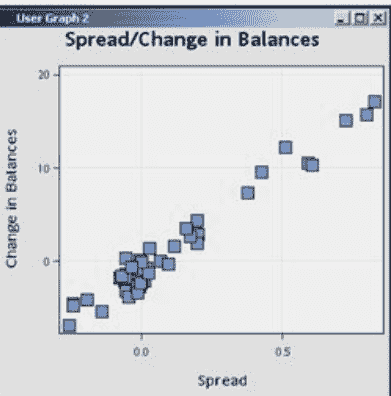 User Graph 2
Spread/Change in Balances
Change in Balances
20
10
0
0.0
0.5
Spread